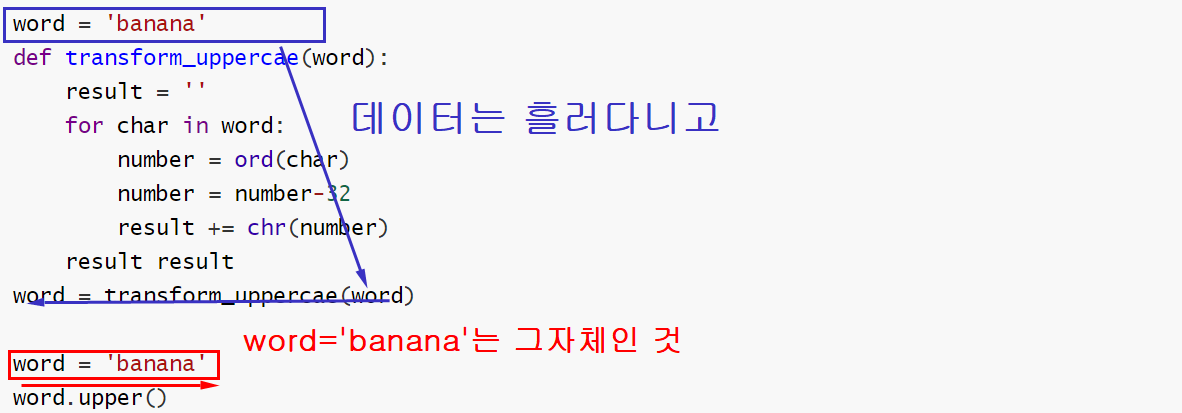 word = 'banana'
def transform_uppercae(word):
result = ''
for char in word:
데이터는 흘러다니고
number = ord(char)
number = number-32
result += chr(number)
result result
word = transform_uppercae(word)
word='banana'는 그자체인 것
word = 'banana'
word.upper()